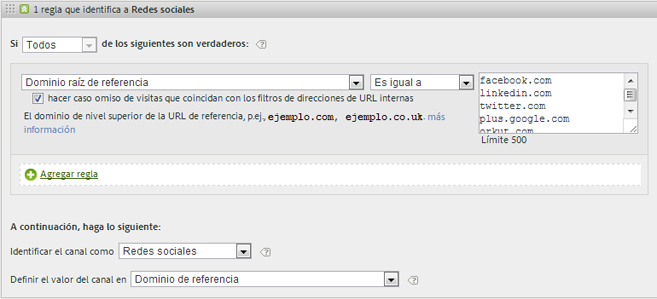 1 regla que identifica a Redes sociales
Si Todos de los siguientes son verdaderos:
Dominio raíz de referencia Es igual a
facebook.com
linkedin.com
twitter.com
plus.google.com
orkut.com
hacer caso omiso de visitas que coincidan con los filtros de direcciones de URL internas
El dominio de nivel superior de la URL de referencia, p.ej., ejemplo.com, ejemplo.co.uk. más
información
Límite 500
Agregar regla
A continuación, haga lo siguiente:
Identificar el canal como Redes sociales
Definir el valor del canal en Dominio de referencia